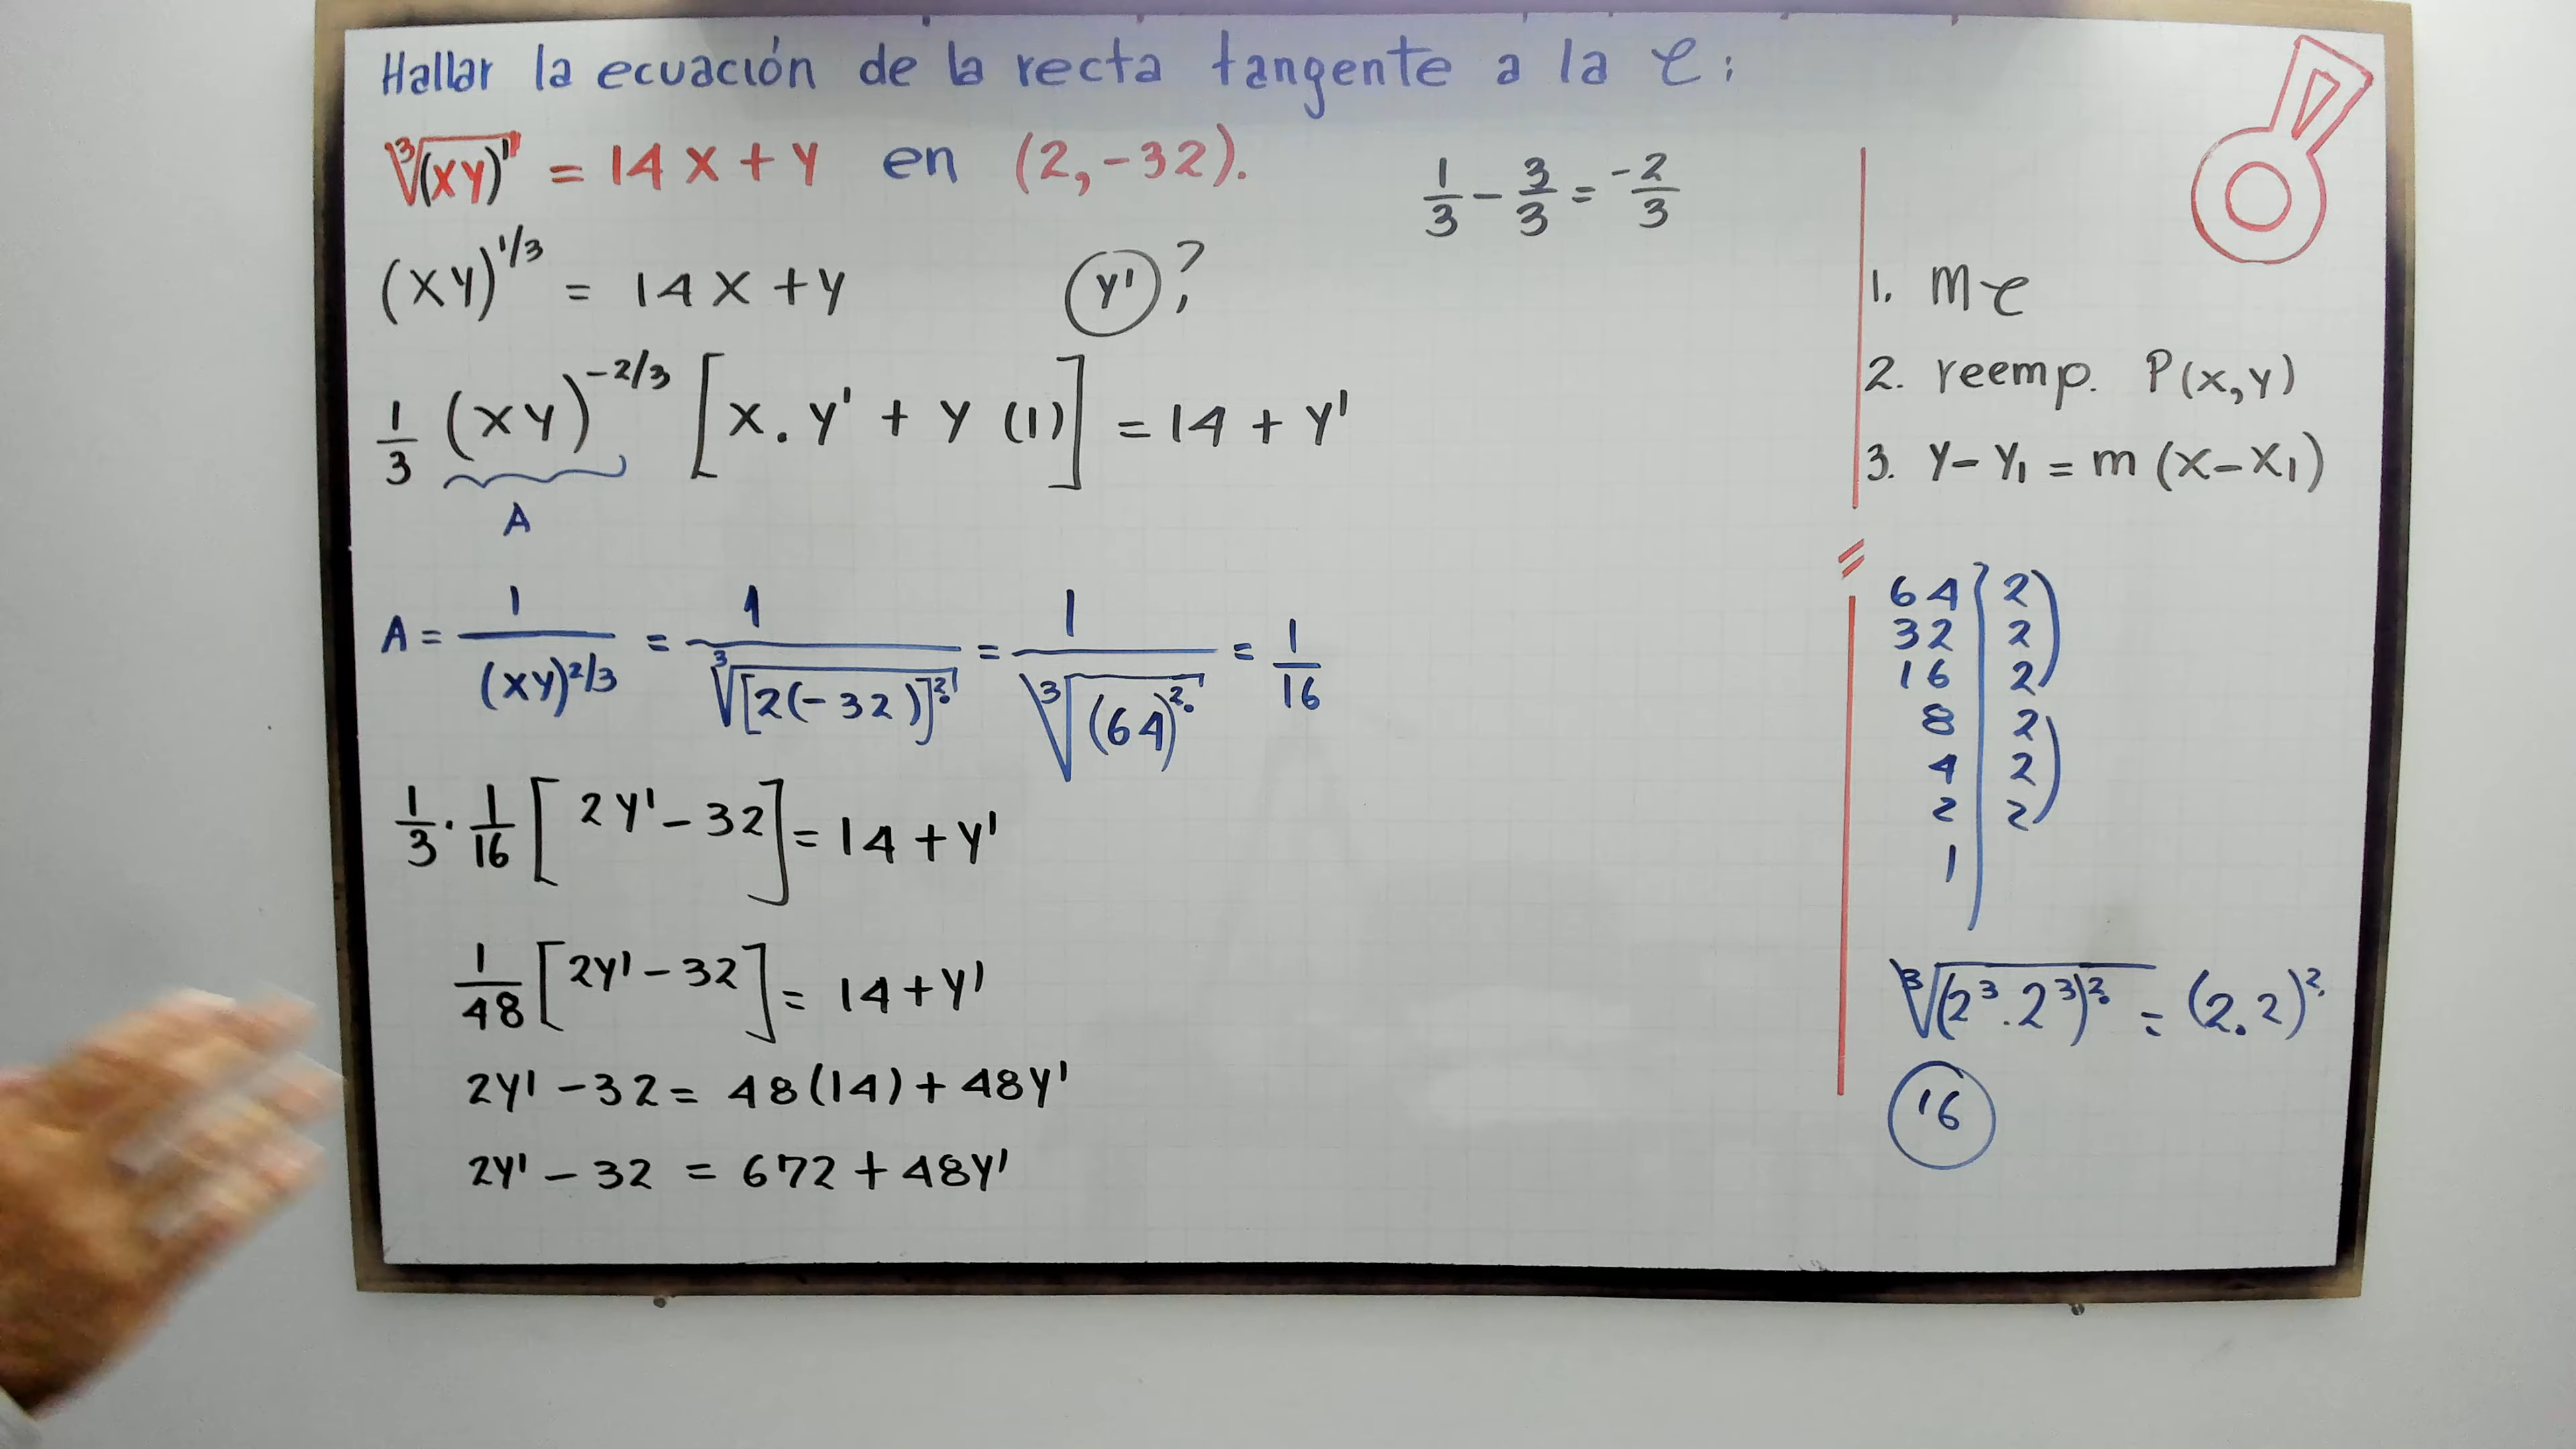 Hallar la ecuación de la recta tangente a la C:
∛(xy)¹ = 14x + y en (2,-32).
1/3 - 3/3 = -2/3
(xy)^1/3 = 14x + y    y' ?
1/3 (xy)^-2/3 [x . y' + y (1)] = 14 + y'
A
A = 1/(xy)^2/3 = 1/∛[2(-32)]² = 1/∛(64)² = 1/16
1/3 . 1/16 [2y' - 32] = 14 + y'
1/48 [2y' - 32] = 14 + y'
2y' - 32 = 48(14) + 48y'
2y' - 32 = 672 + 48y'
1. mC
2. reemp. P(x,y)
3. y - y₁ = m (x - x₁)
64 | 2
32 | 2
16 | 2
8 | 2
4 | 2
2 | 2
1
∛(2³ . 2³)² = (2.2)²
16